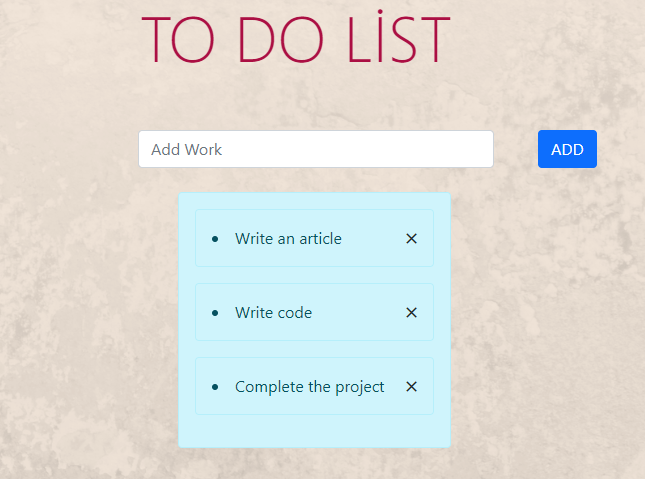 TO DO LİST
Add Work
ADD
• Write an article ×
• Write code ×
• Complete the project ×